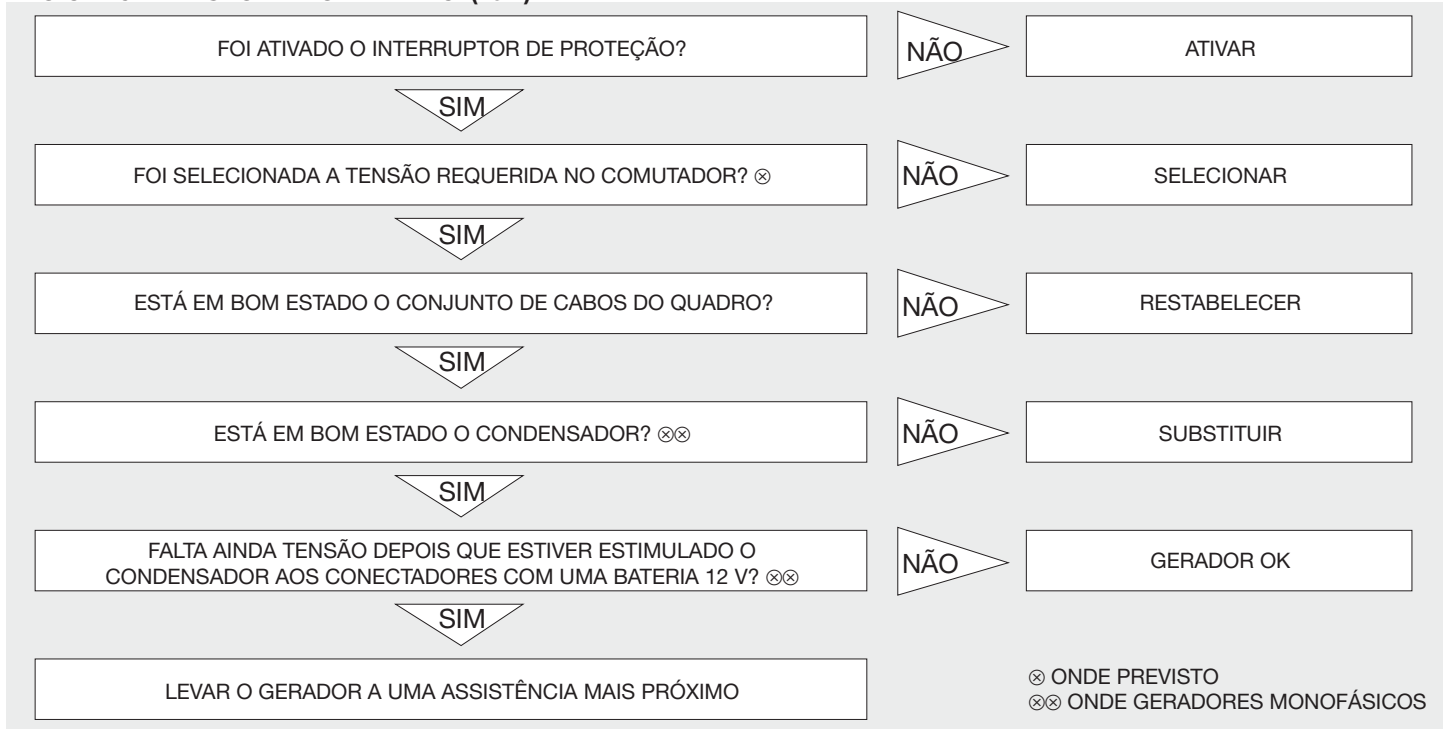 FOI ATIVADO O INTERRUPTOR DE PROTEÇÃO?
NÃO
ATIVAR
SIM
FOI SELECIONADA A TENSÃO REQUERIDA NO COMUTADOR? ⊗
NÃO
SELECIONAR
SIM
ESTÁ EM BOM ESTADO O CONJUNTO DE CABOS DO QUADRO?
NÃO
RESTABELECER
SIM
ESTÁ EM BOM ESTADO O CONDENSADOR? ⊗⊗
NÃO
SUBSTITUIR
SIM
FALTA AINDA TENSÃO DEPOIS QUE ESTIVER ESTIMULADO O
CONDENSADOR AOS CONECTADORES COM UMA BATERIA 12 V? ⊗⊗
NÃO
GERADOR OK
SIM
LEVAR O GERADOR A UMA ASSISTÊNCIA MAIS PRÓXIMO
⊗ ONDE PREVISTO
⊗⊗ ONDE GERADORES MONOFÁSICOS